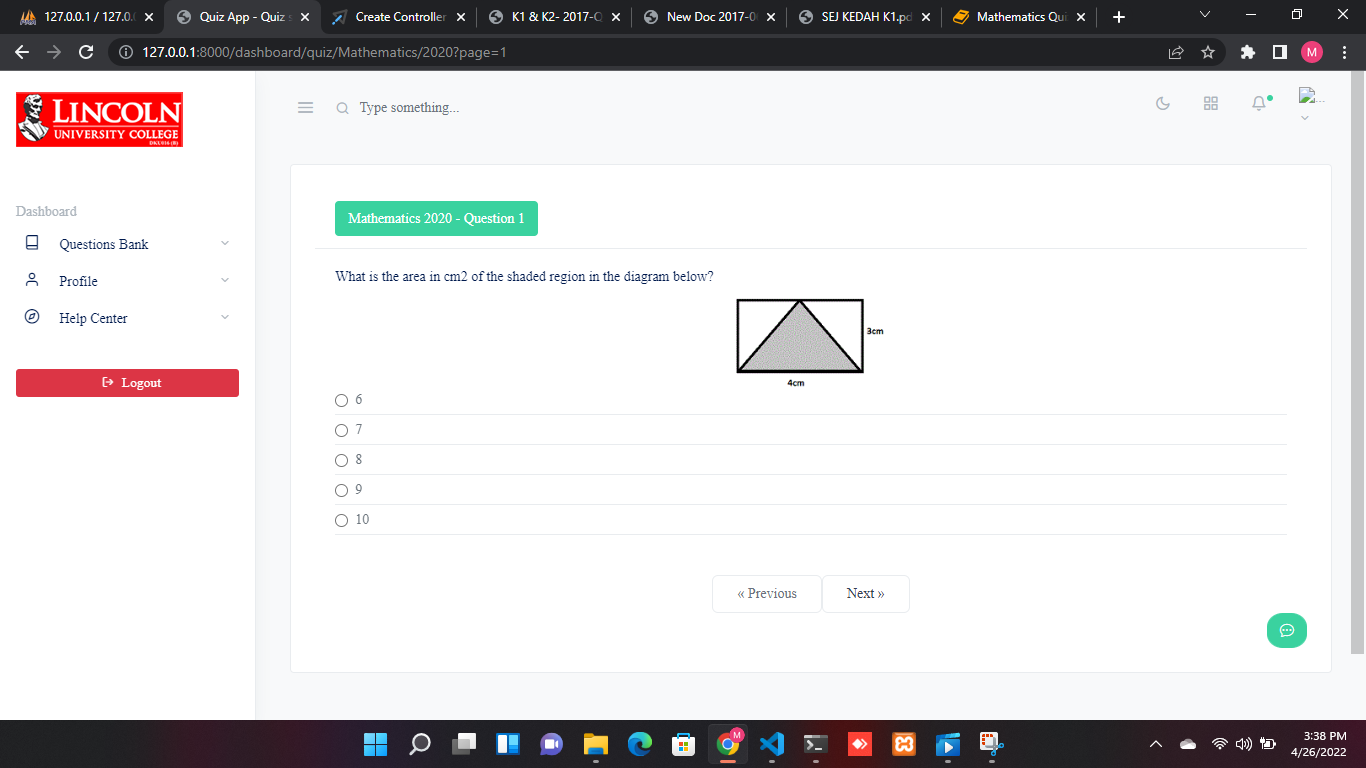 127.0.0.1 / 127.0.
Quiz App - Quiz s
Create Controller
K1 & K2- 2017-Q
New Doc 2017-0
SEJ KEDAH K1.pd
Mathematics Qui
127.0.0.1:8000/dashboard/quiz/Mathematics/2020?page=1
M
LINCOLN
UNIVERSITY COLLEGE
DKU016 (B)
Type something...
...
Dashboard
Questions Bank
Profile
Help Center
Logout
Mathematics 2020 - Question 1
What is the area in cm2 of the shaded region in the diagram below?
3cm
4cm
6
7
8
9
10
« Previous
Next »
M
3:38 PM
4/26/2022